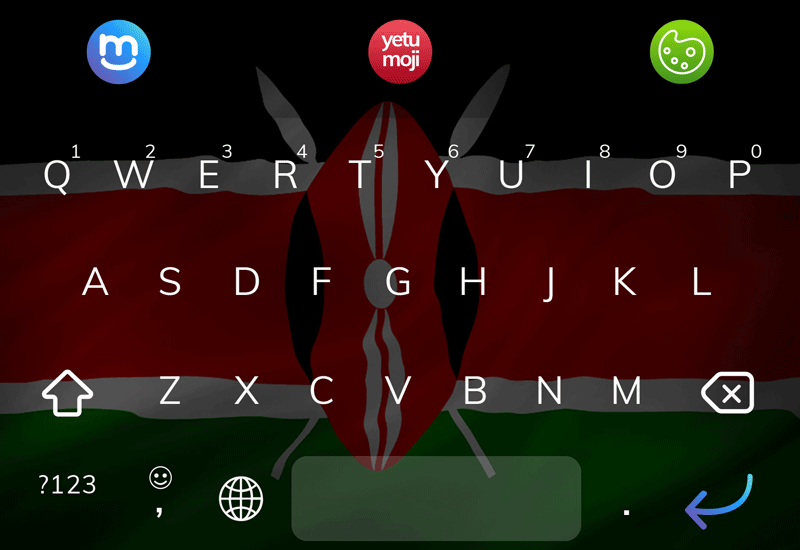 m
yetu
moji
1 2 3 4 5 6 7 8 9 0
Q W E R T Y U I O P
A S D F G H J K L
Z X C V B N M
?123 , .